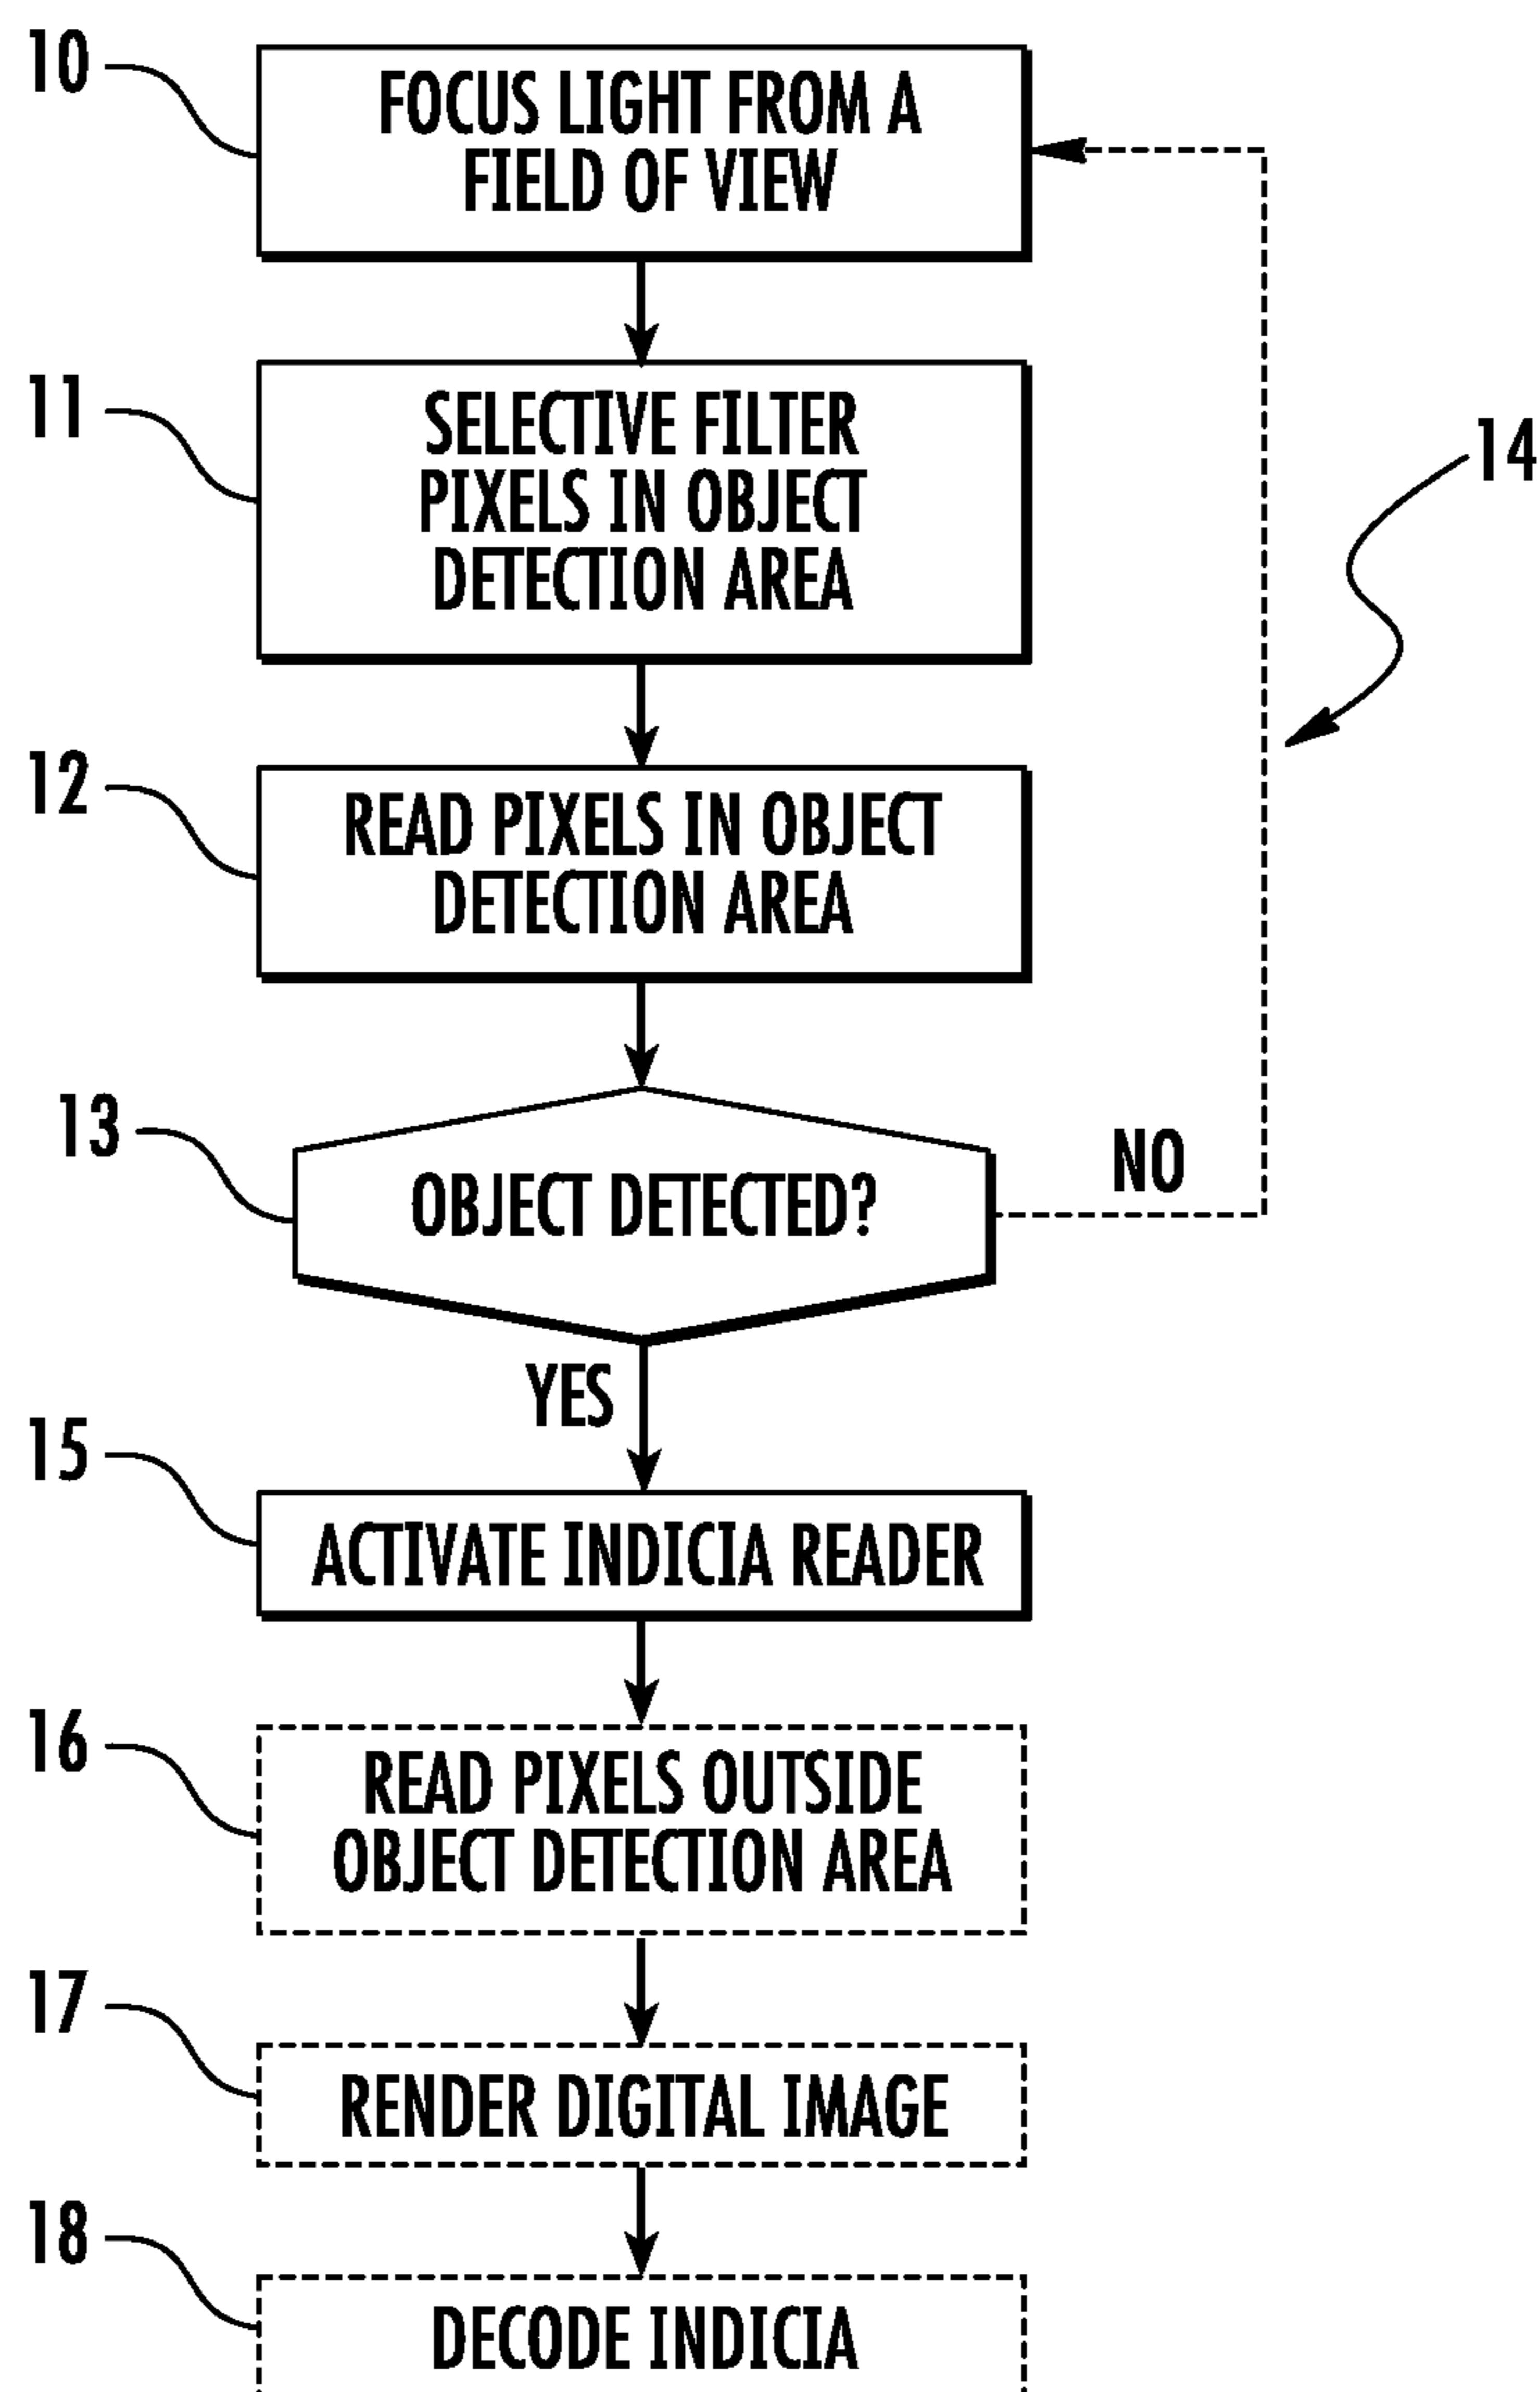 10
FOCUS LIGHT FROM A
FIELD OF VIEW
11
SELECTIVE FILTER
PIXELS IN OBJECT
DETECTION AREA
14
12
READ PIXELS IN OBJECT
DETECTION AREA
13
OBJECT DETECTED?
NO
YES
15
ACTIVATE INDICIA READER
16
READ PIXELS OUTSIDE
OBJECT DETECTION AREA
17
RENDER DIGITAL IMAGE
18
DECODE INDICIA